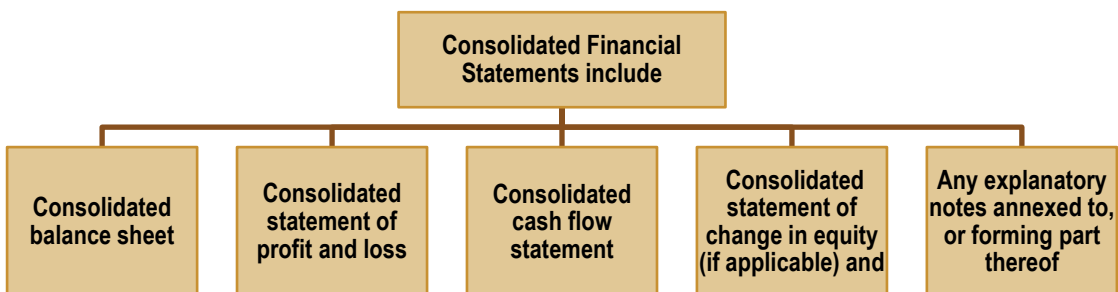 Consolidated Financial
Statements include
Consolidated
balance sheet
Consolidated
statement of
profit and loss
Consolidated
cash flow
statement
Consolidated
statement of
change in equity
(if applicable) and
Any explanatory
notes annexed to,
or forming part
thereof